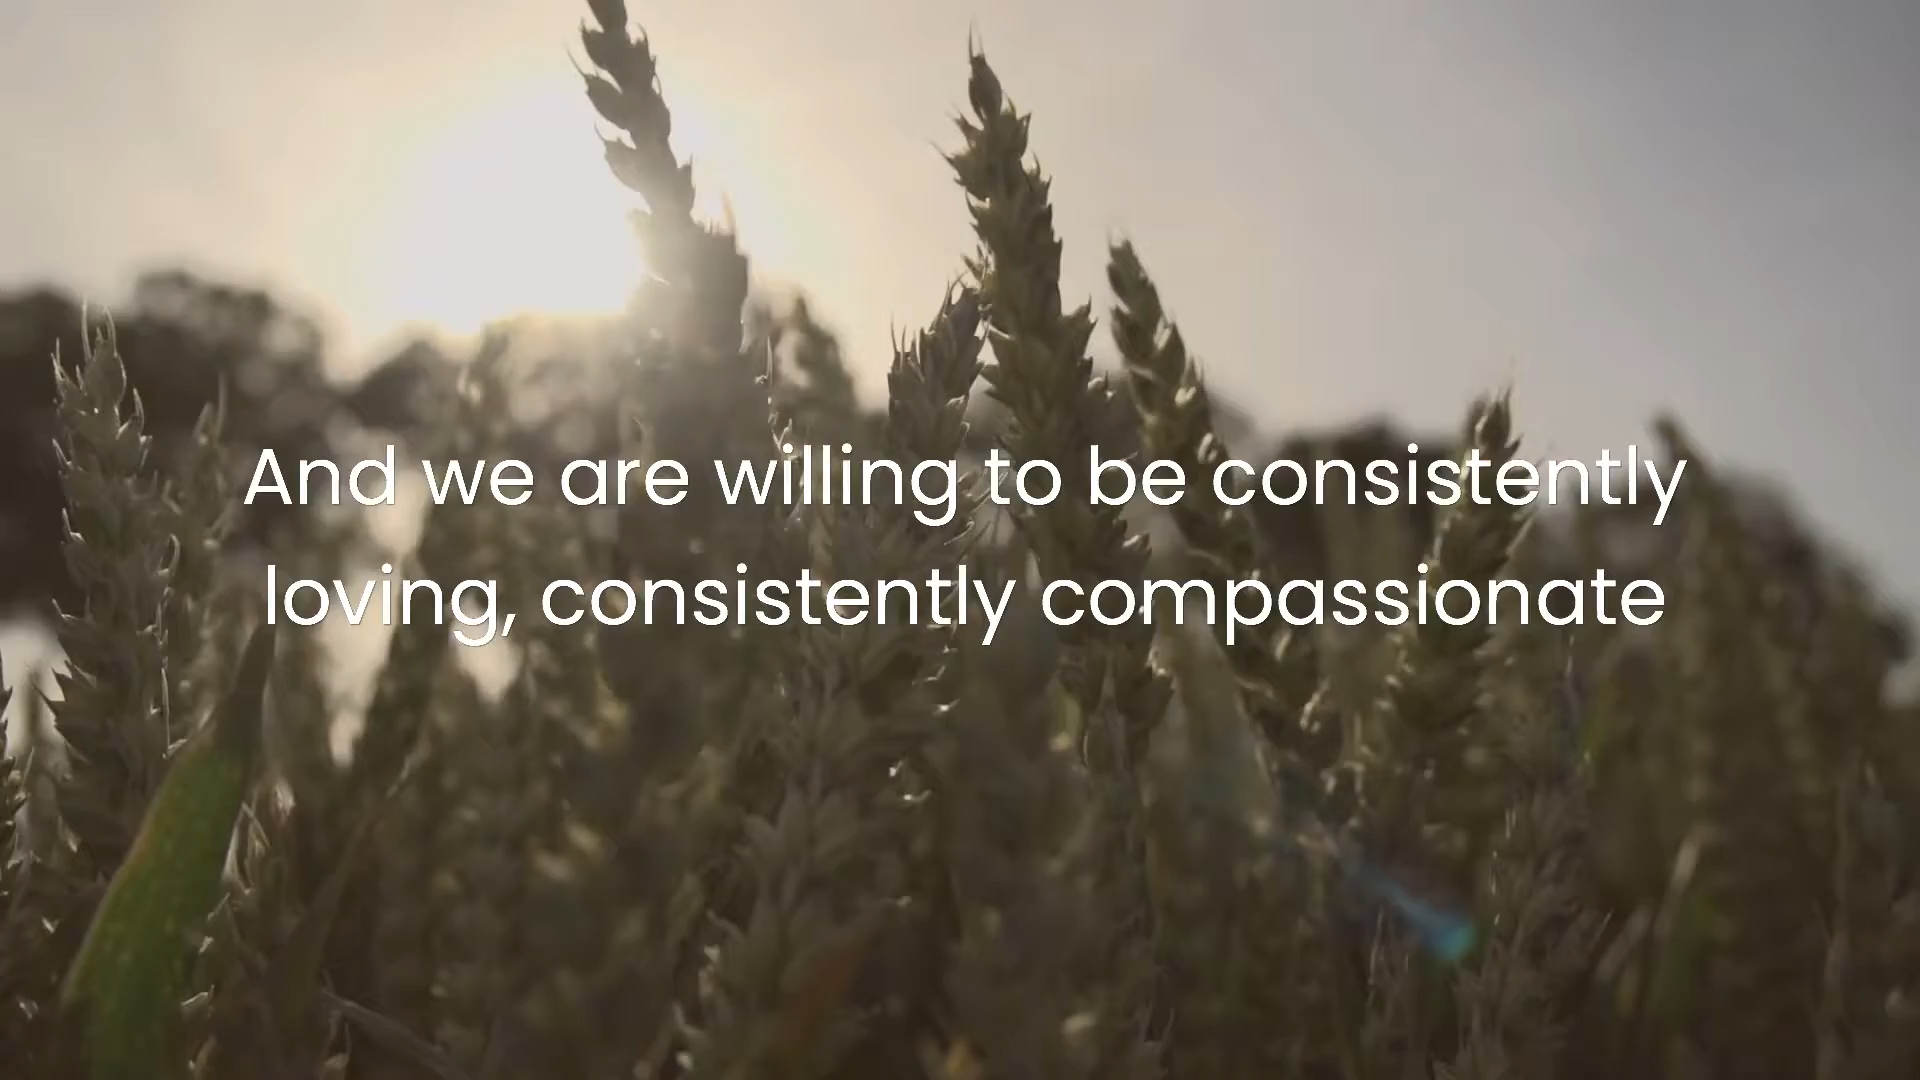 And we are willing to be consistently
loving, consistently compassionate